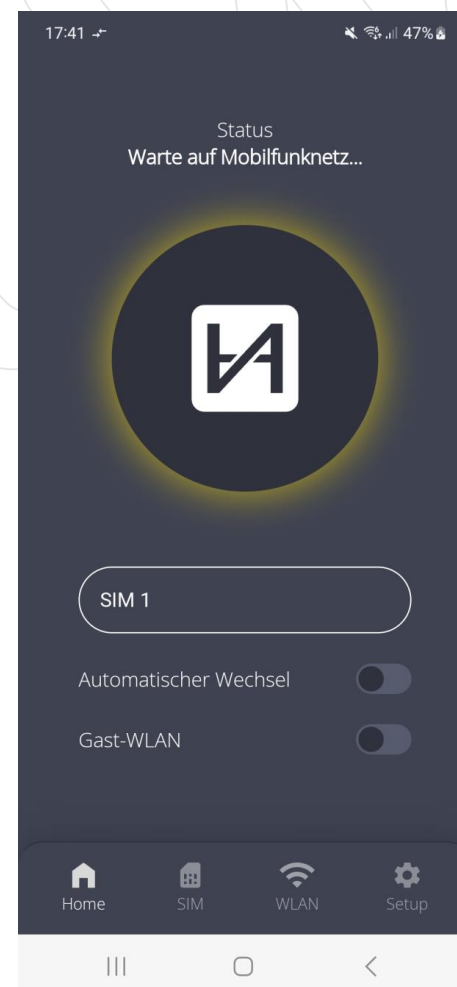 17:41
47%
Status
Warte auf Mobilfunknetz...
SIM 1
Automatischer Wechsel
Gast-WLAN
Home SIM WLAN Setup